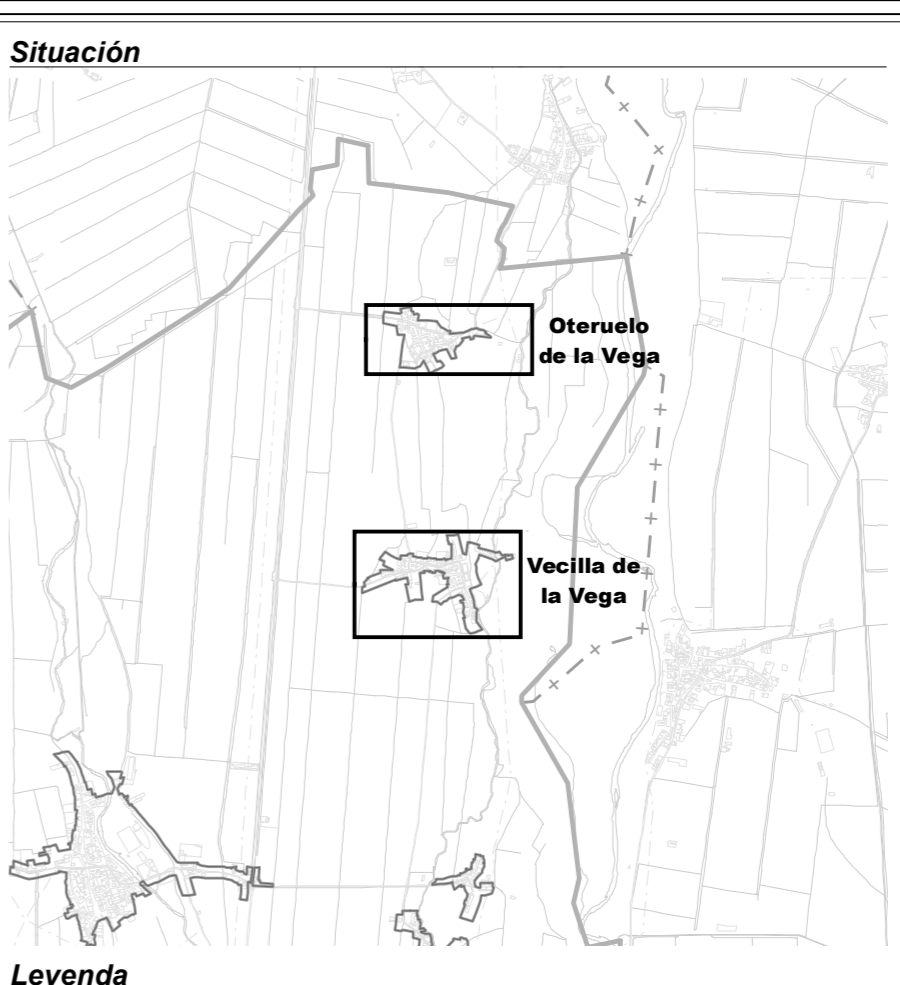 Situación
Oteruelo
de la Vega
Vecilla de
la Vega
Leyenda